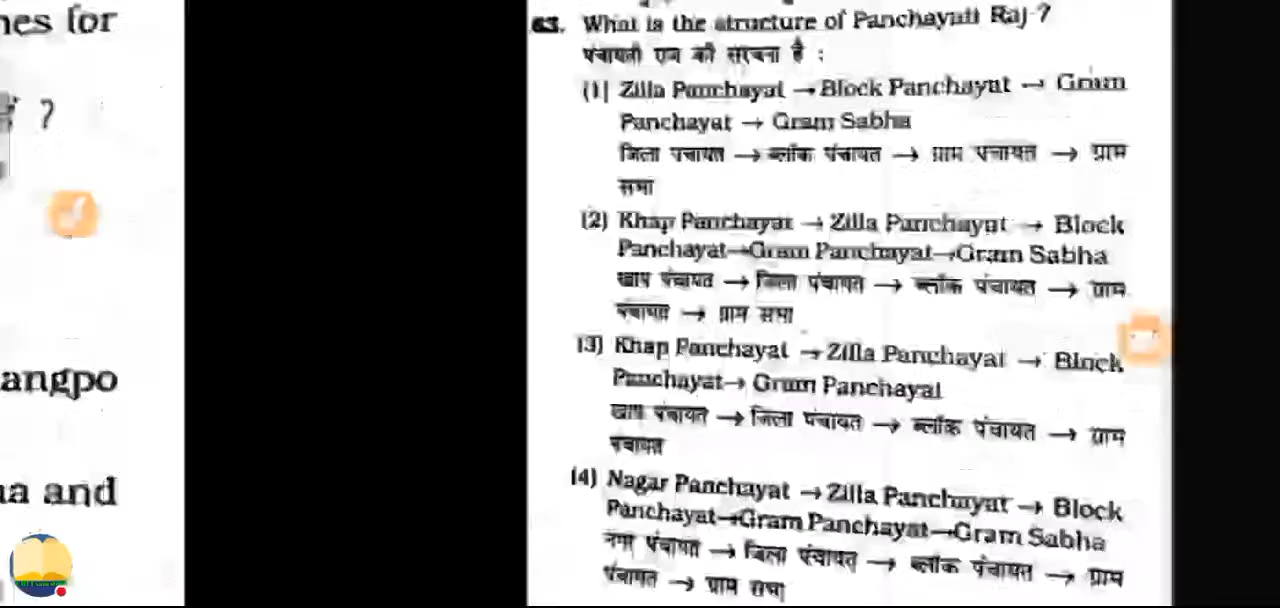 nes for
?
angpo
a and
63. What is the structure of Panchayati Raj ?
पंचायती राज की संरचना है :
(1) Zilla Panchayat → Block Panchayat → Gram
Panchayat → Gram Sabha
जिला पंचायत → ब्लॉक पंचायत → ग्राम पंचायत → ग्राम
सभा
(2) Khap Panchayat → Zilla Panchayat → Block
Panchayat→Gram Panchayat→Gram Sabha
खाप पंचायत → जिला पंचायत → ब्लॉक पंचायत → ग्राम
पंचायत → ग्राम सभा
(3) Khap Panchayat → Zilla Panchayat → Block
Panchayat→ Gram Panchayat
खाप पंचायत → जिला पंचायत → ब्लॉक पंचायत → ग्राम
पंचायत
(4) Nagar Panchayat → Zilla Panchayat → Block
Panchayat→Gram Panchayat→Gram Sabha
नगर पंचायत → जिला पंचायत → ब्लॉक पंचायत → ग्राम
पंचायत → ग्राम सभा